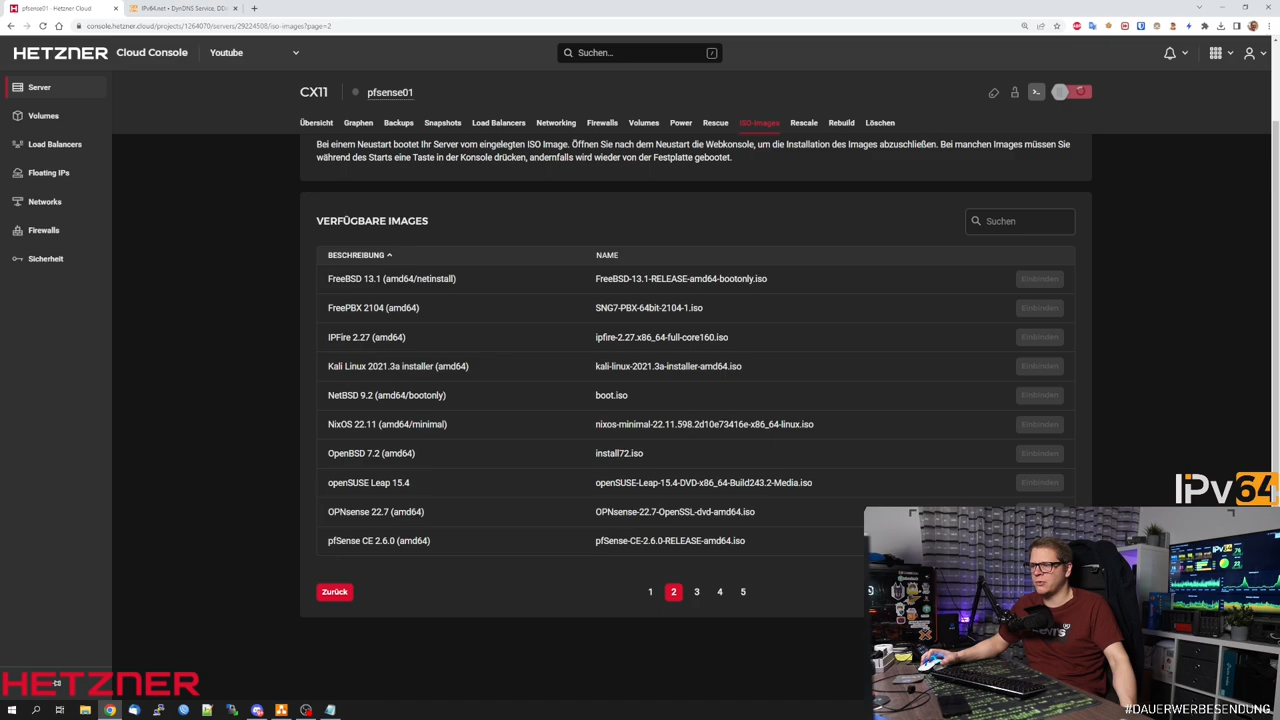 pfsense01 - Hetzner Cloud
IPv64.net • DynDNS Service, DD
console.hetzner.cloud/projects/1264070/servers/29224508/iso-images?page=2
HETZNER Cloud Console
Youtube
Suchen...
/
Server
Volumes
Load Balancers
Floating IPs
Networks
Firewalls
Sicherheit
CX11
pfsense01
Übersicht Graphen Backups Snapshots Load Balancers Networking Firewalls Volumes Power Rescue ISO-Images Rescale Rebuild Löschen
Bei einem Neustart bootet Ihr Server vom eingelegten ISO Image. Öffnen Sie nach dem Neustart die Webkonsole, um die Installation des Images abzuschließen. Bei manchen Images müssen Sie
während des Starts eine Taste in der Konsole drücken, andernfalls wird wieder von der Festplatte gebootet.
VERFÜGBARE IMAGES
Suchen
BESCHREIBUNG NAME
FreeBSD 13.1 (amd64/netinstall) FreeBSD-13.1-RELEASE-amd64-bootonly.iso Einbinden
FreePBX 2104 (amd64) SNG7-PBX-64bit-2104-1.iso Einbinden
IPFire 2.27 (amd64) ipfire-2.27.x86_64-full-core160.iso Einbinden
Kali Linux 2021.3a installer (amd64) kali-linux-2021.3a-installer-amd64.iso Einbinden
NetBSD 9.2 (amd64/bootonly) boot.iso Einbinden
NixOS 22.11 (amd64/minimal) nixos-minimal-22.11.598.2d10e73416e-x86_64-linux.iso Einbinden
OpenBSD 7.2 (amd64) install72.iso Einbinden
openSUSE Leap 15.4 openSUSE-Leap-15.4-DVD-x86_64-Build243.2-Media.iso Einbinden
OPNsense 22.7 (amd64) OPNsense-22.7-OpenSSL-dvd-amd64.iso
pfSense CE 2.6.0 (amd64) pfSense-CE-2.6.0-RELEASE-amd64.iso
Zurück
1 2 3 4 5
IPv64
HETZNER
#DAUERWERBESENDUNG